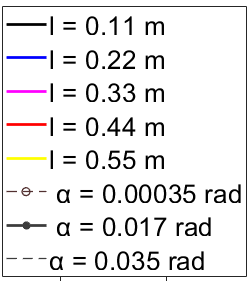 l = 0.11 m
l = 0.22 m
l = 0.33 m
l = 0.44 m
l = 0.55 m
α = 0.00035 rad
α = 0.017 rad
α = 0.035 rad